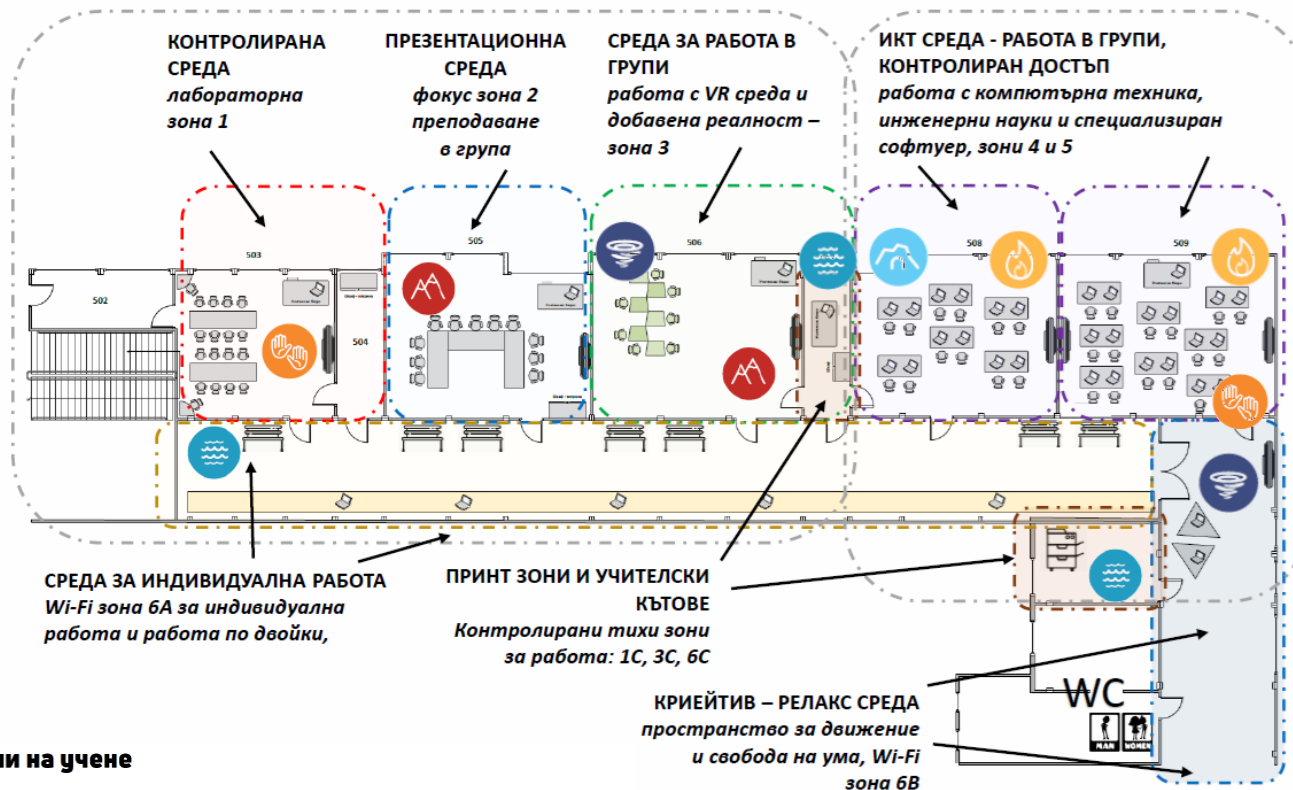 КОНТРОЛИРАНА
СРЕДА
лабораторна
зона 1
ПРЕЗЕНТАЦИОННА
СРЕДА
фокус зона 2
преподаване
в група
СРЕДА ЗА РАБОТА В
ГРУПИ
работа с VR среда и
добавена реалност –
зона 3
ИКТ СРЕДА - РАБОТА В ГРУПИ,
КОНТРОЛИРАН ДОСТЪП
работа с компютърна техника,
инженерни науки и специализиран
софтуер, зони 4 и 5
503
505
506
508
509
502
504
СРЕДА ЗА ИНДИВИДУАЛНА РАБОТА
Wi-Fi зона 6А за индивидуална
работа и работа по двойки,
ПРИНТ ЗОНИ И УЧИТЕЛСКИ
КЪТОВЕ
Контролирани тихи зони
за работа: 1С, 3С, 6С
КРИЕЙТИВ – РЕЛАКС СРЕДА
пространство за движение
и свобода на ума, Wi-Fi
зона 6В
WC
MAN
WOMEN
на учене